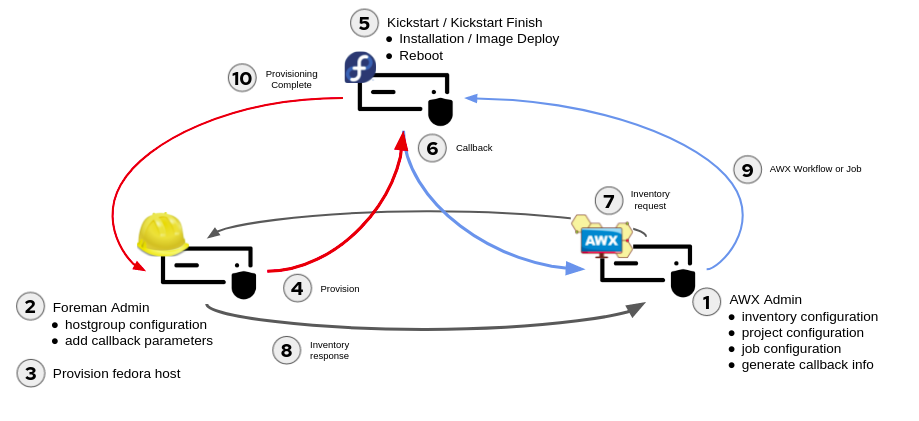 5 Kickstart / Kickstart Finish
● Installation / Image Deploy
● Reboot
10 Provisioning
Complete
6 Callback
9 AWX Workflow or Job
7 Inventory
request
AWX
4 Provision
1 AWX Admin
● inventory configuration
● project configuration
● job configuration
● generate callback info
2 Foreman Admin
● hostgroup configuration
● add callback parameters
8 Inventory
response
3 Provision fedora host